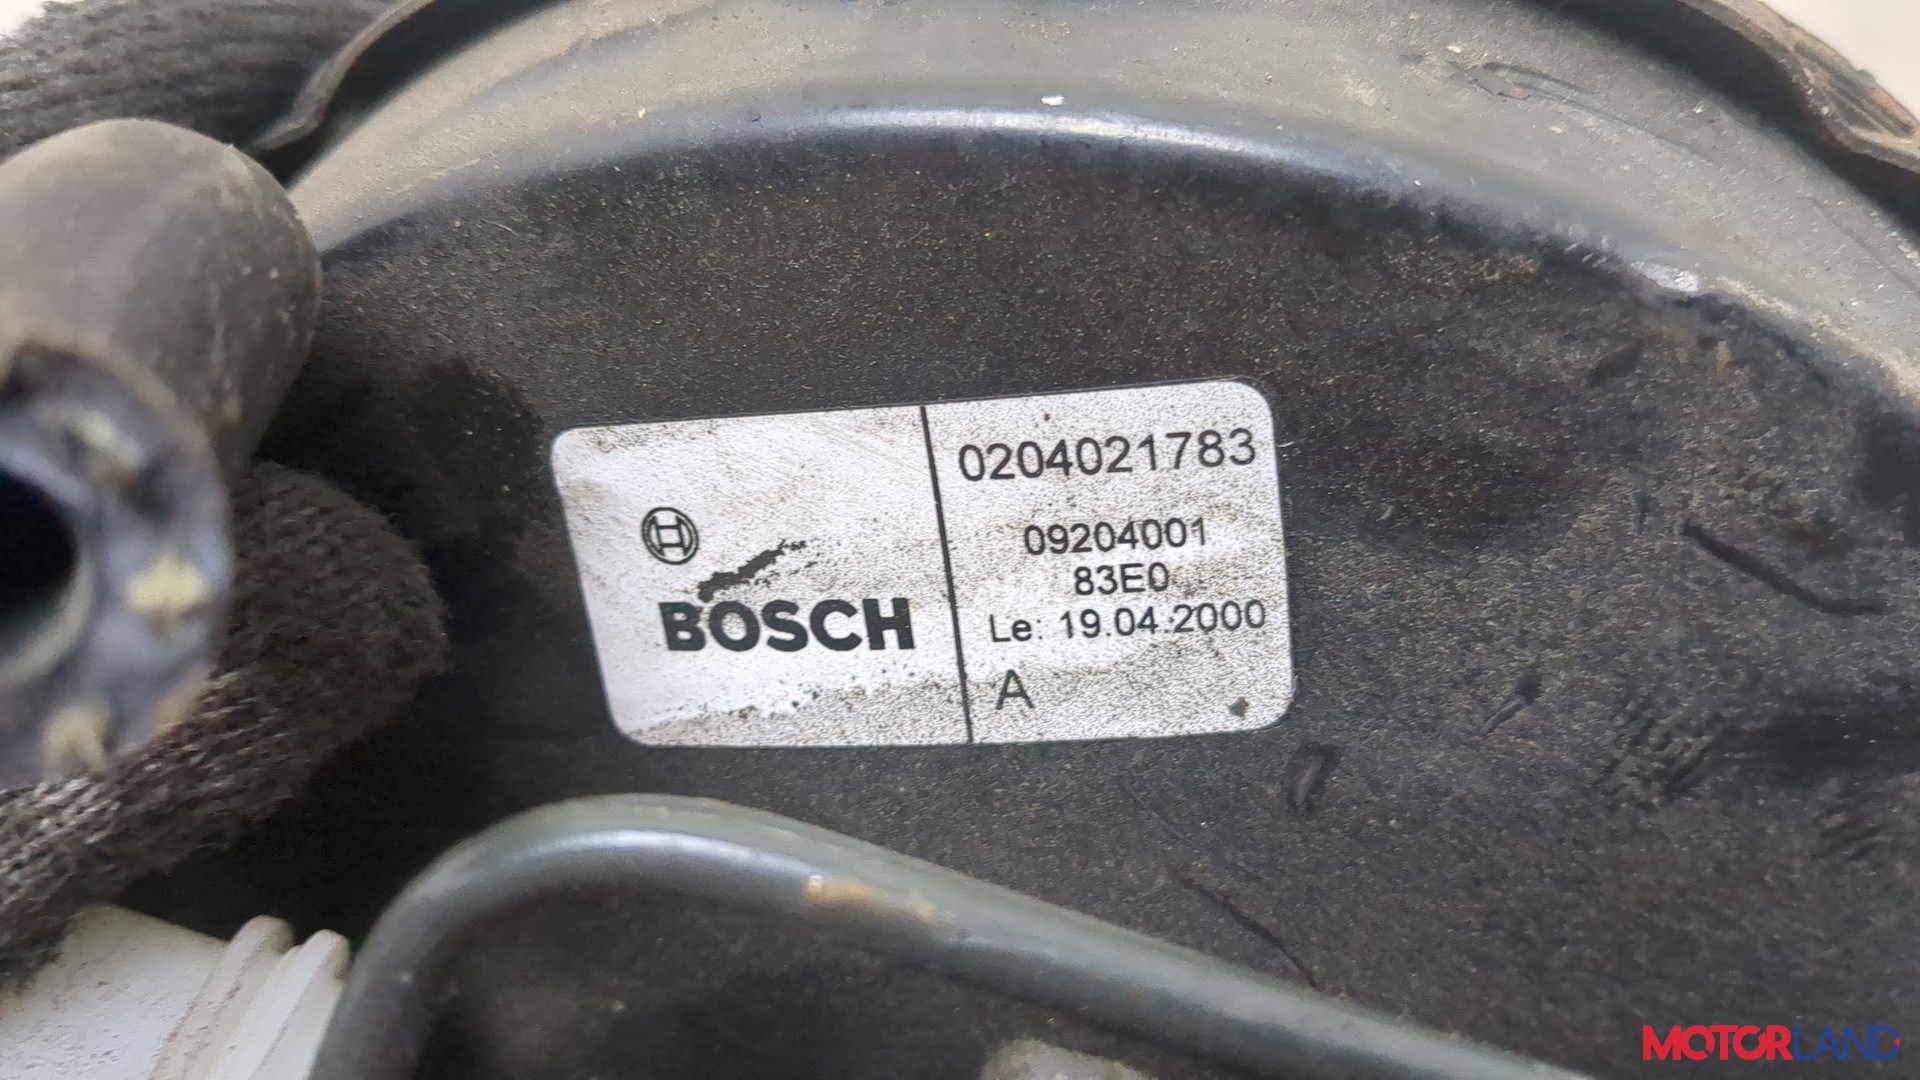 BOSCH
0204021783
09204001
83E0
Le: 19.04.2000
A
MOTORLAND